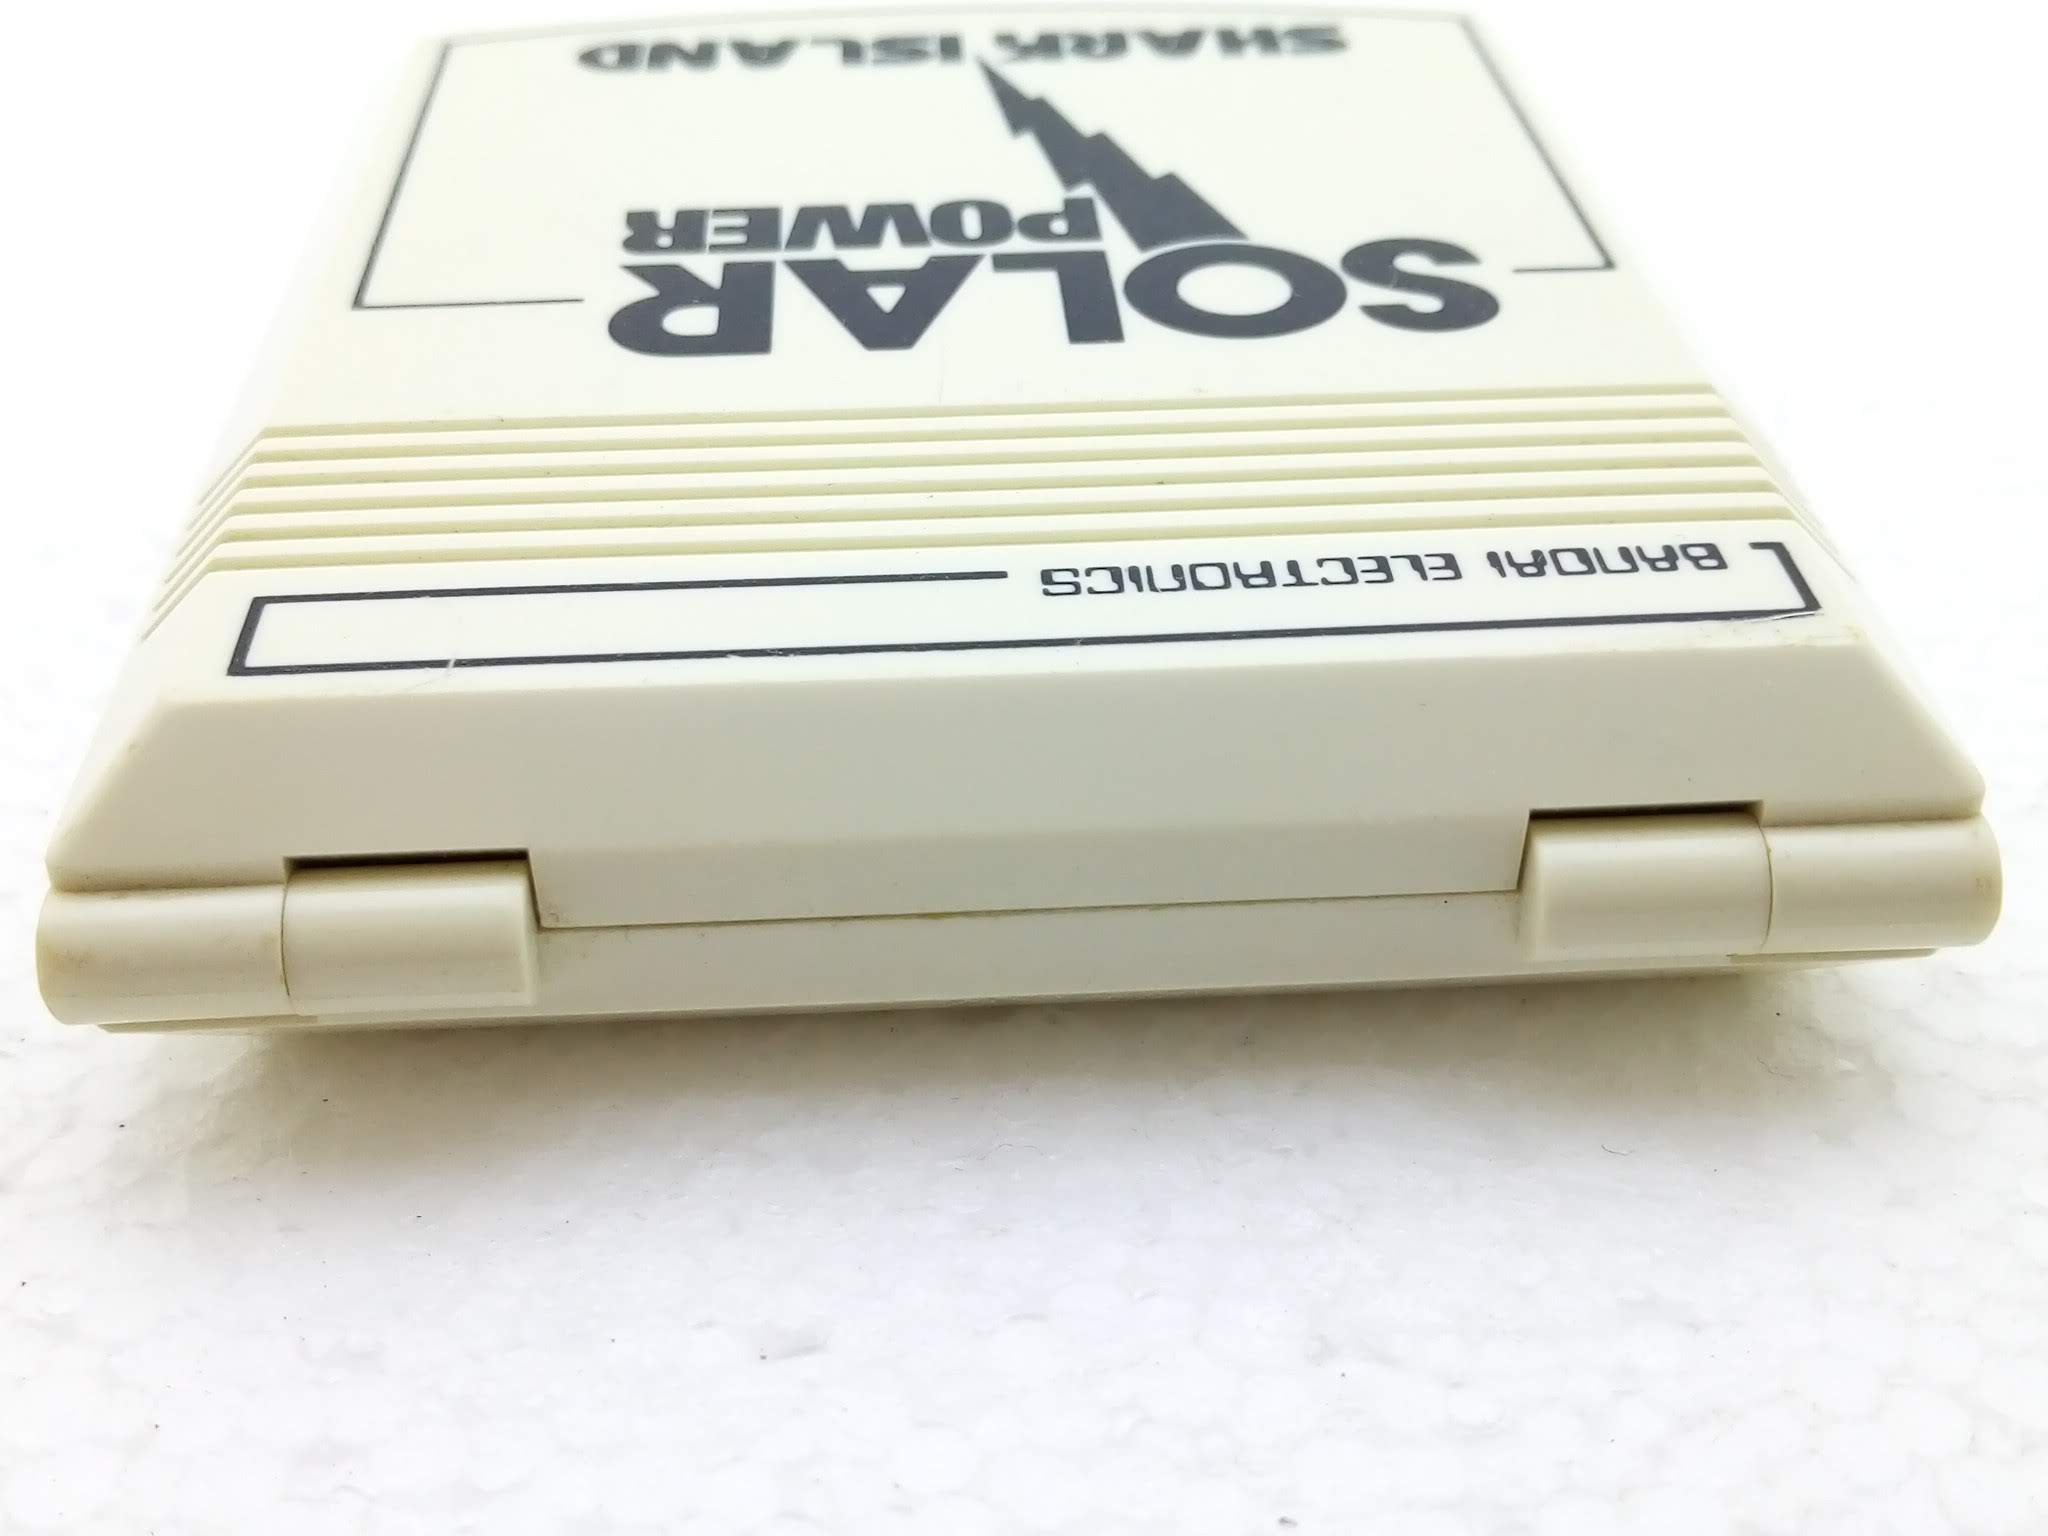 BANDAI ELECTRONICS
SOLAR
POWER
SHARK ISLAND